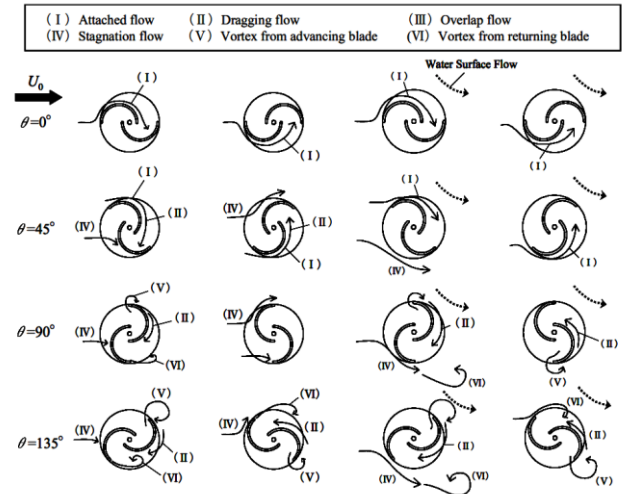 (I) Attached flow (II) Dragging flow (III) Overlap flow
(IV) Stagnation flow (V) Vortex from advancing blade (VI) Vortex from returning blade
U₀ (I) (I) Water Surface Flow
θ=0° (I) (I)
(I) (I)
θ=45° (IV) (II) (IV) (II)
(I) (IV) (I)
(V)
θ=90° (IV) (II) (IV) (II) (II)
(VI) (IV) (VI) (V)
(V) (VI) (V) (VI)
θ=135° (IV) (II) (IV) (II) (II) (II)
(VI) (V) (IV) (VI) (V)